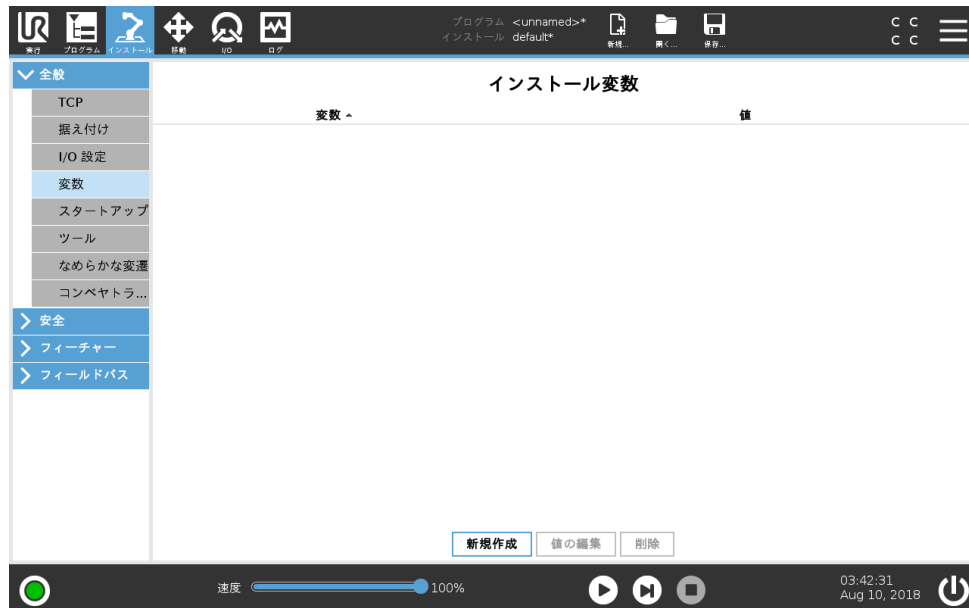 プログラム <unnamed>*
インストール default*
C C
C C
実行
プログラム
インストール
移動
I/O
ログ
新規...
開く...
保存...
全般
TCP
据え付け
I/O 設定
変数
スタートアップ
ツール
なめらかな変遷
コンベヤトラ...
安全
フィーチャー
フィールドバス
インストール変数
変数
値
新規作成
値の編集
削除
速度
100%
03:42:31
Aug 10, 2018